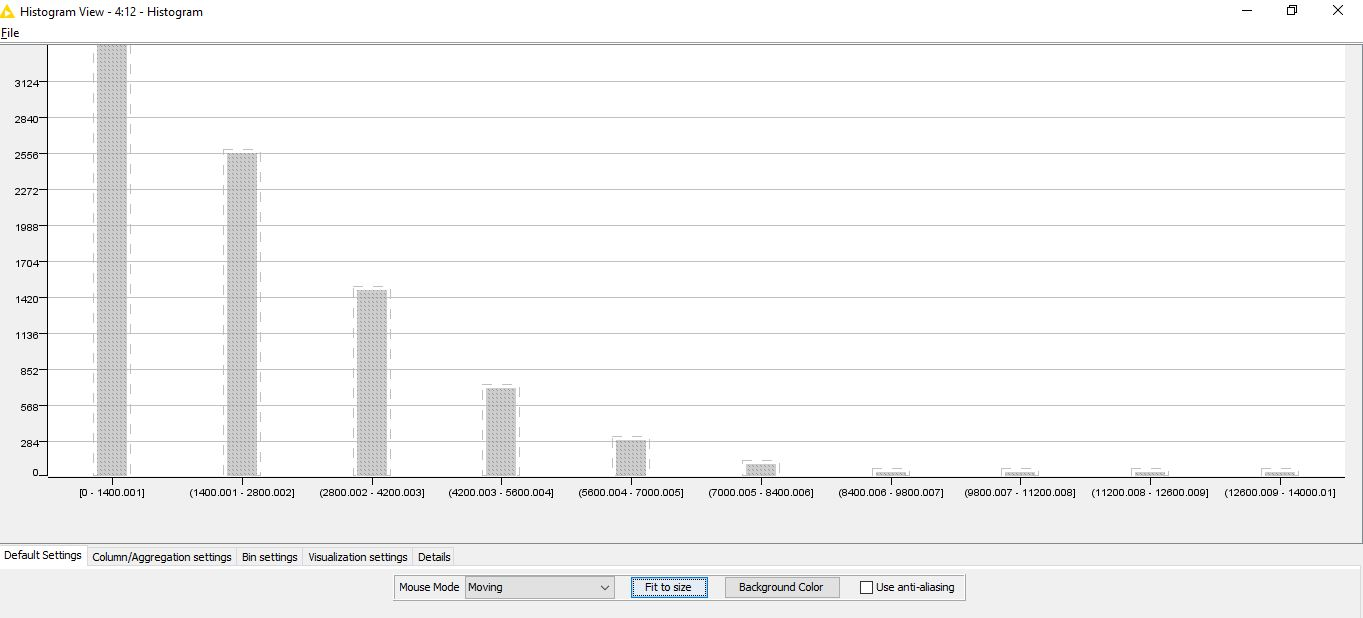 Histogram View - 4:12 - Histogram
File
3124
2840
2556
2272
1988
1704
1420
1136
852
568
284
0
[0 - 1400.001] (1400.001 - 2800.002] (2800.002 - 4200.003] (4200.003 - 5600.004] (5600.004 - 7000.005] (7000.005 - 8400.006] (8400.006 - 9800.007] (9800.007 - 11200.008] (11200.008 - 12600.009] (12600.009 - 14000.01]
Default Settings Column/Aggregation settings Bin settings Visualization settings Details
Mouse Mode Moving Fit to size Background Color Use anti-aliasing